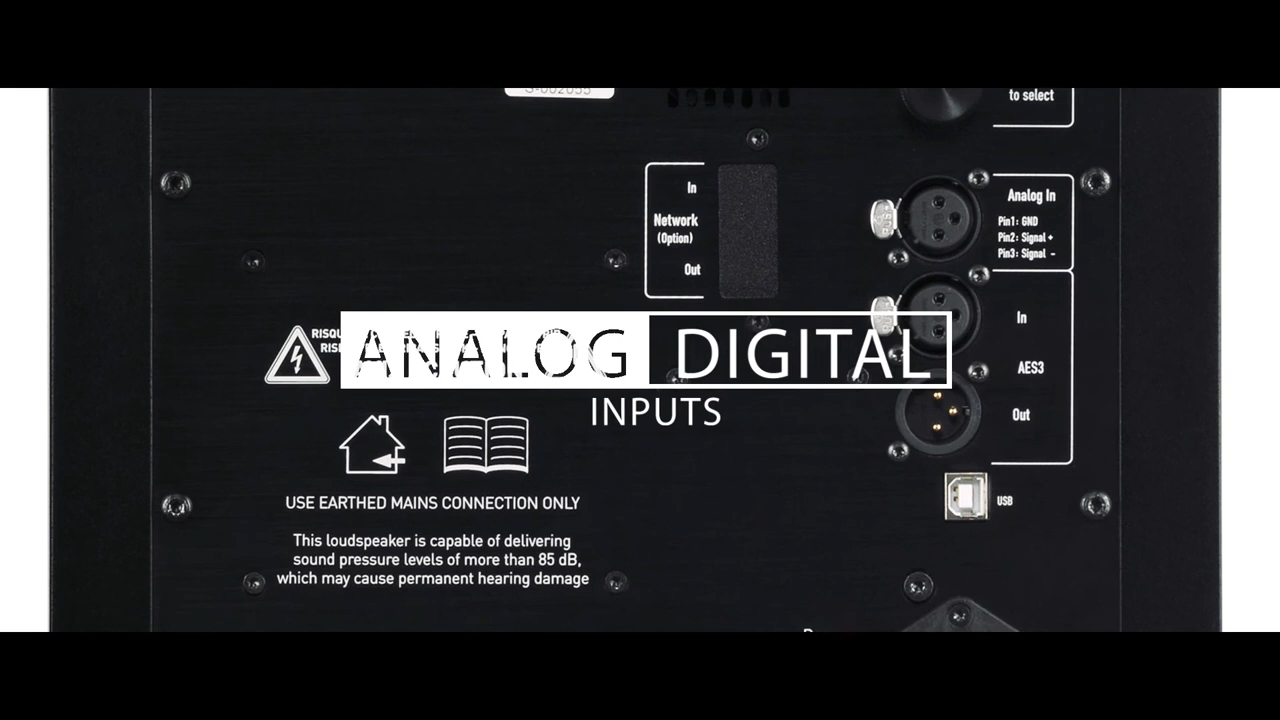 to select
In
Network
(Option)
Out
Analog In
Pin1: GND
Pin2: Signal +
Pin3: Signal -
In
AES3
Out
USB
ANALOG DIGITAL
INPUTS
USE EARTHED MAINS CONNECTION ONLY
This loudspeaker is capable of delivering
sound pressure levels of more than 85 dB,
which may cause permanent hearing damage